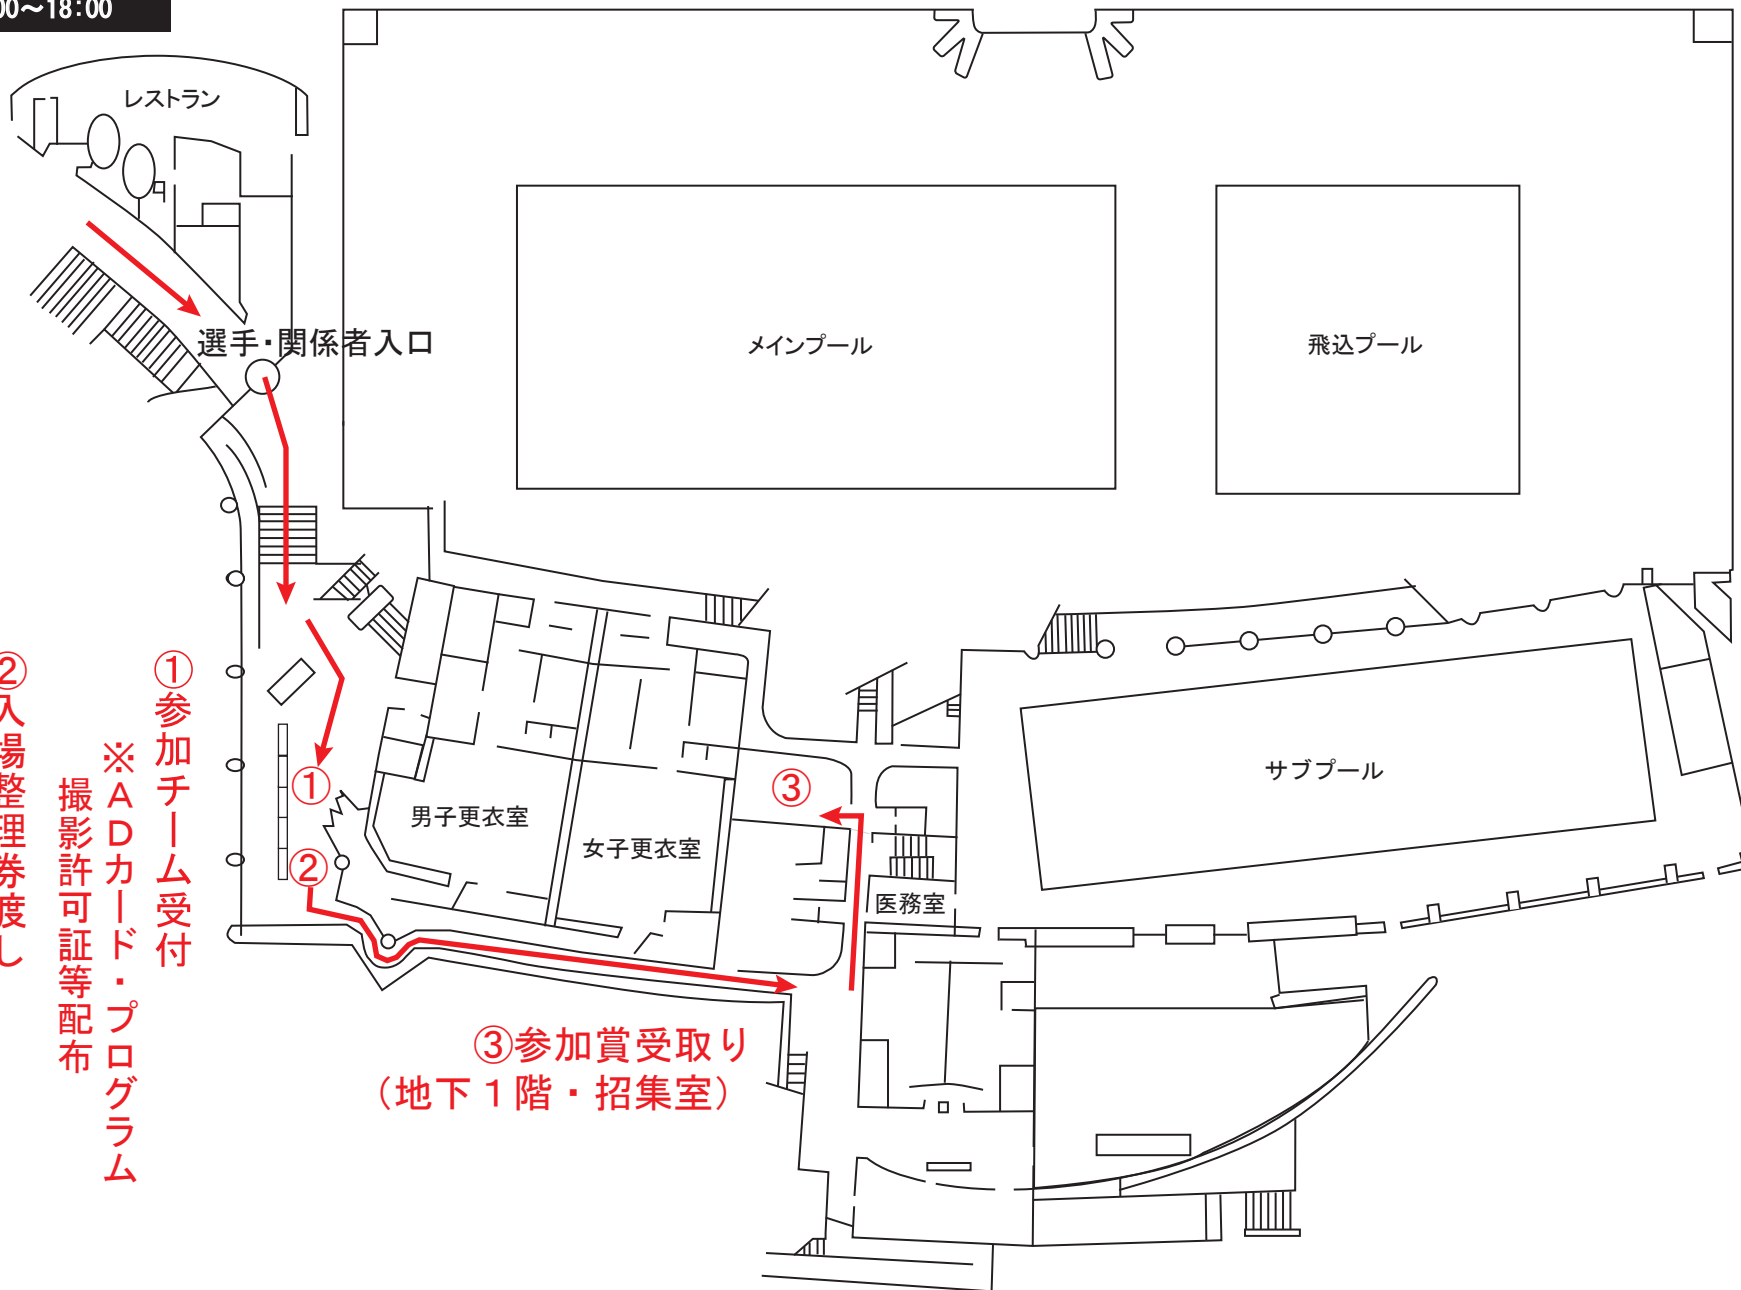 00～18:00
レストラン
選手・関係者入口
メインプール
飛込プール
サブプール
男子更衣室
女子更衣室
医務室
①
②
③
①参加チーム受付
※ＡＤカード・プログラム
撮影許可証等配布
②入場整理券渡し
③参加賞受取り
（地下１階・招集室）